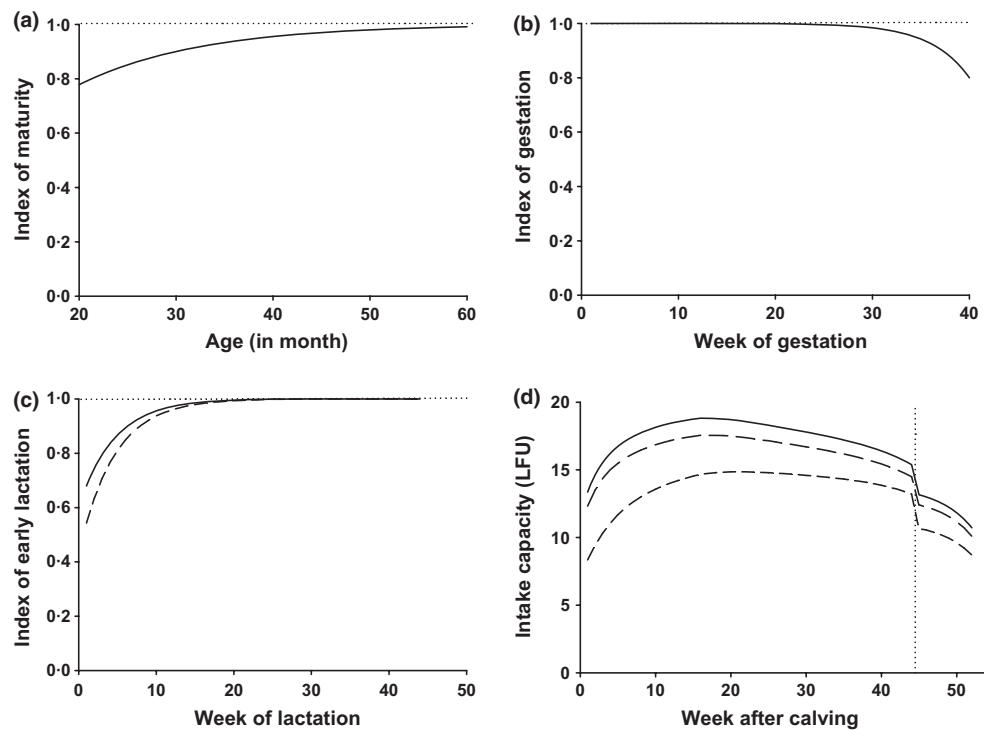 (a)
1·0
0·8
0·6
0·4
0·2
0·0
Index of maturity
20 30 40 50 60
Age (in month)
(b)
1·0
0·8
0·6
0·4
0·2
0·0
Index of gestation
0 10 20 30 40
Week of gestation
(c)
1·0
0·8
0·6
0·4
0·2
0·0
Index of early lactation
0 10 20 30 40 50
Week of lactation
(d)
20
15
10
5
0
Intake capacity (LFU)
0 10 20 30 40 50
Week after calving